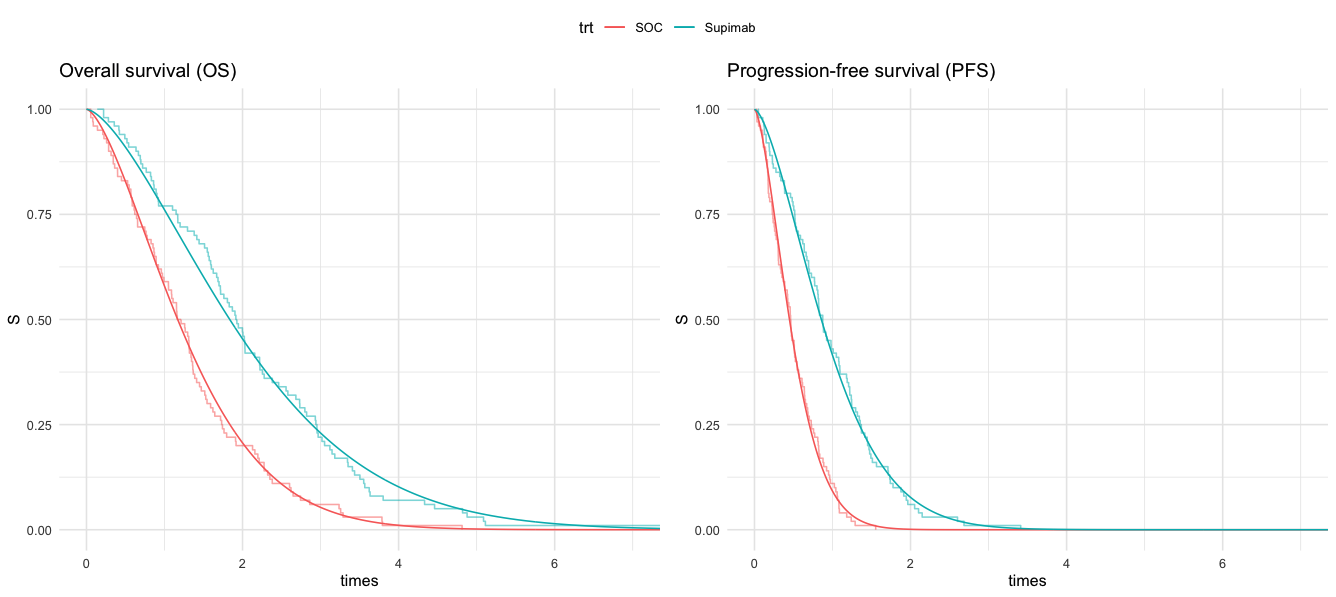 trt SOC Supimab
Overall survival (OS)
1.00
0.75
0.50
0.25
0.00
S
0 2 4 6
times
Progression-free survival (PFS)
1.00
0.75
0.50
0.25
0.00
S
0 2 4 6
times